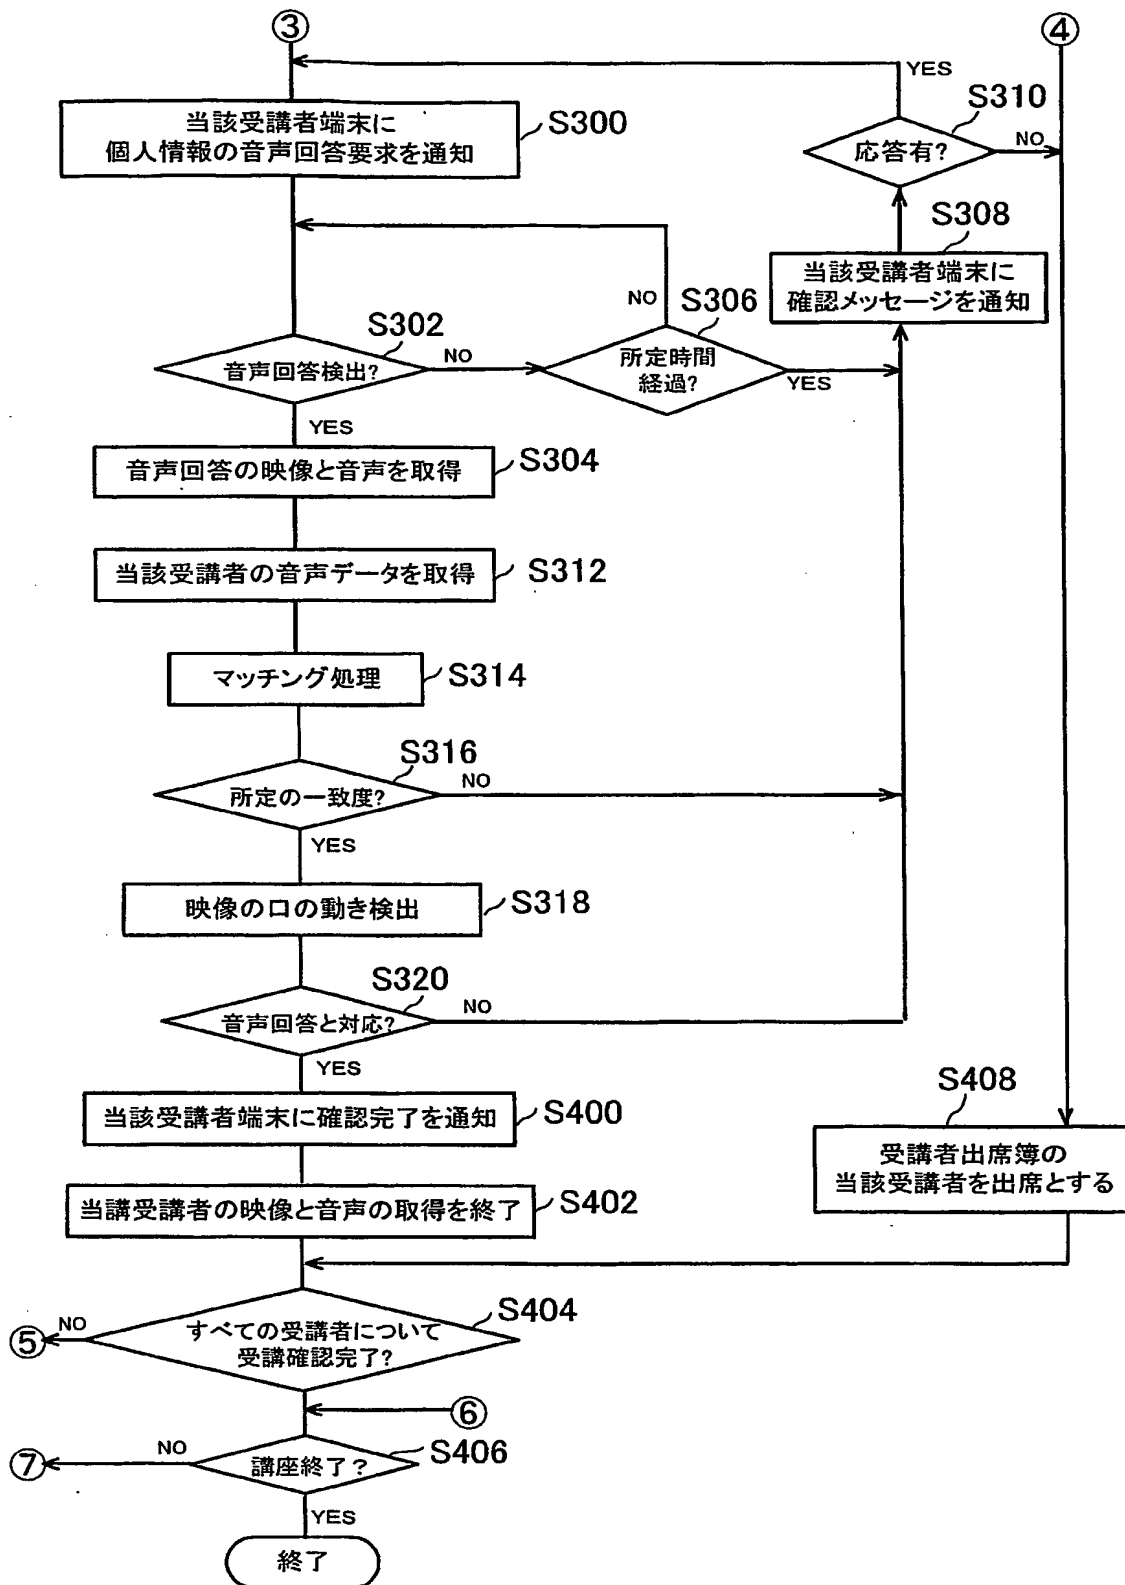 ③
④
YES
S310
当該受講者端末に
個人情報の音声回答要求を通知
S300
応答有?
NO
S308
当該受講者端末に
確認メッセージを通知
NO
S306
S302
音声回答検出?
NO
所定時間
経過?
YES
YES
音声回答の映像と音声を取得
S304
当該受講者の音声データを取得
S312
マッチング処理
S314
S316
所定の一致度?
NO
YES
映像の口の動き検出
S318
S320
音声回答と対応?
NO
YES
当該受講者端末に確認完了を通知
S400
S408
受講者出席簿の
当該受講者を出席とする
当講受講者の映像と音声の取得を終了
S402
S404
NO
すべての受講者について
受講確認完了?
⑤
⑥
NO
S406
講座終了?
⑦
YES
終了